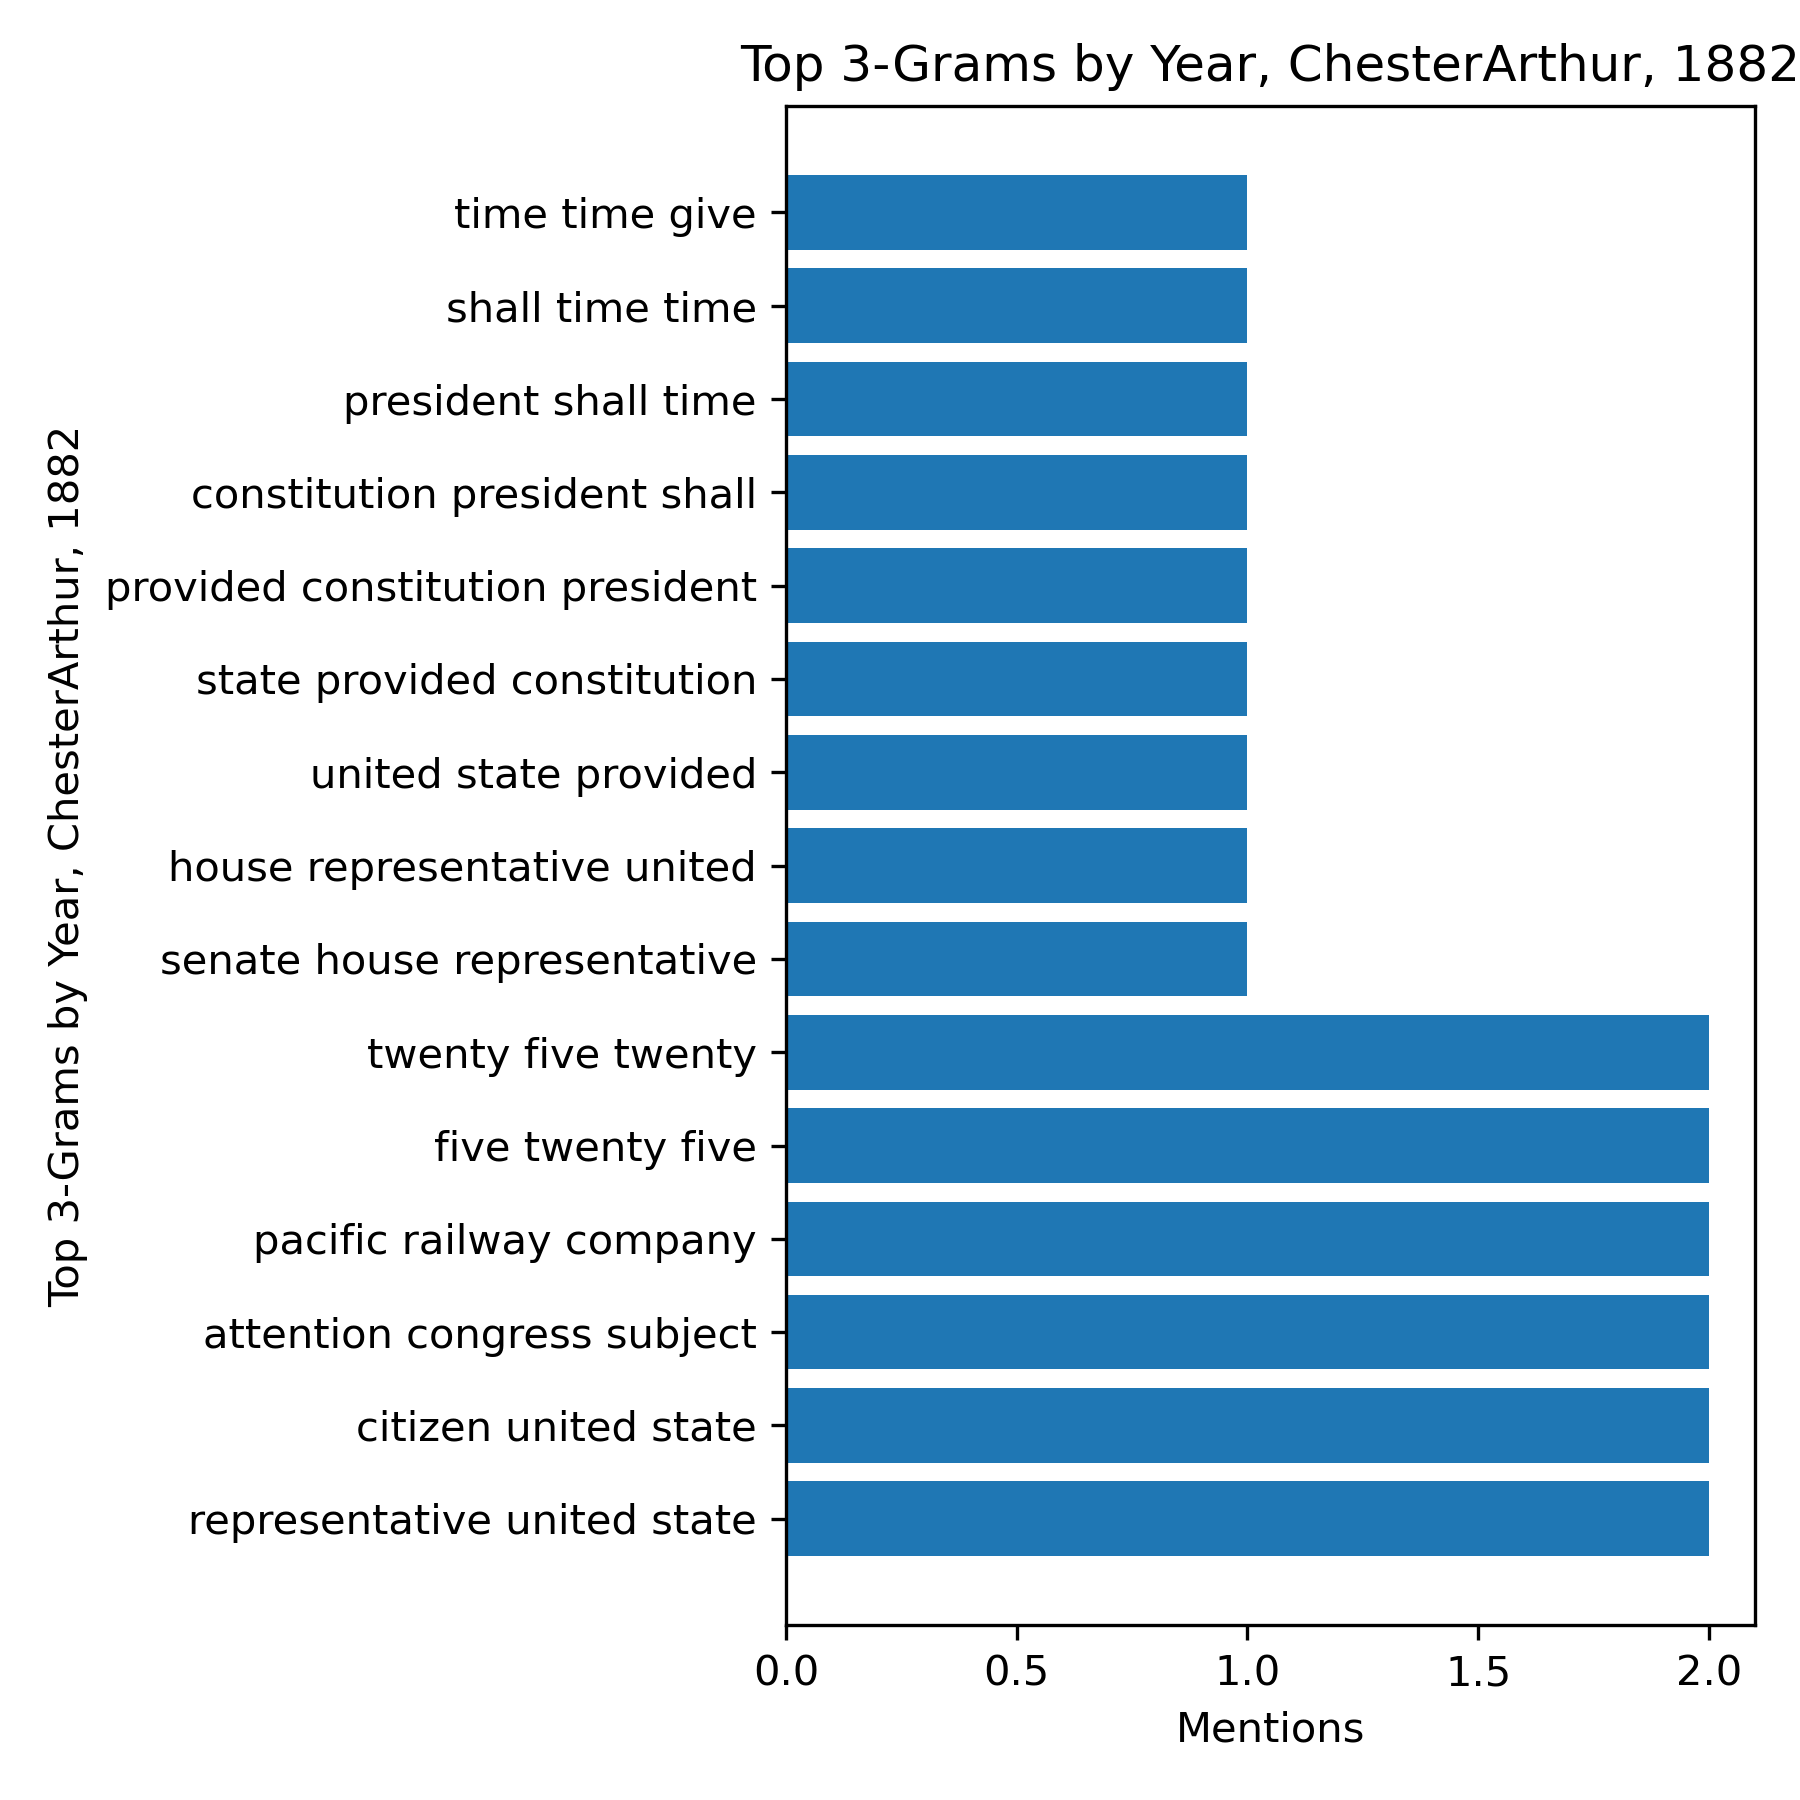 Top 3-Grams by Year, ChesterArthur, 1882
Top 3-Grams by Year, ChesterArthur, 1882
time time give
shall time time
president shall time
constitution president shall
provided constitution president
state provided constitution
united state provided
house representative united
senate house representative
twenty five twenty
five twenty five
pacific railway company
attention congress subject
citizen united state
representative united state
0.0 0.5 1.0 1.5 2.0
Mentions